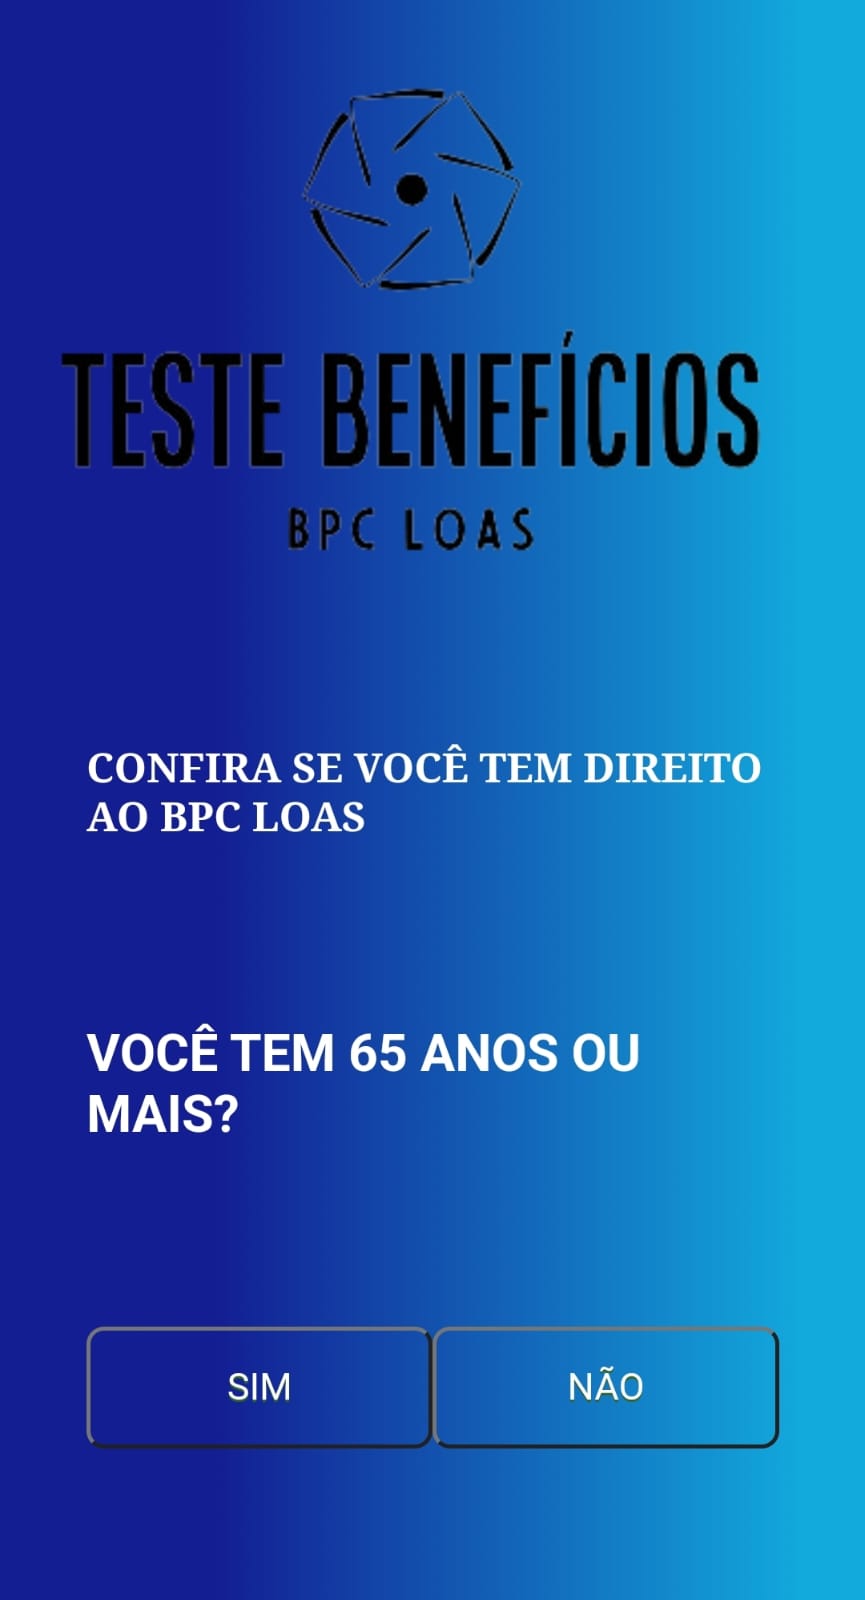 TESTE BENEFÍCIOS
BPC LOAS
CONFIRA SE VOCÊ TEM DIREITO
AO BPC LOAS
VOCÊ TEM 65 ANOS OU
MAIS?
SIM
NÃO